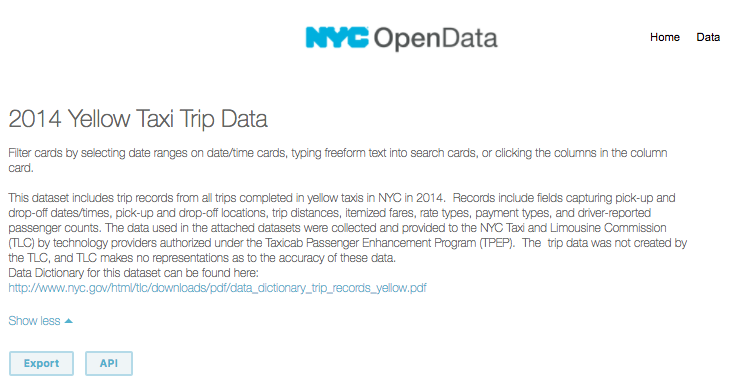 NYC OpenData
Home Data
2014 Yellow Taxi Trip Data
Filter cards by selecting date ranges on date/time cards, typing freeform text into search cards, or clicking the columns in the column
card.
This dataset includes trip records from all trips completed in yellow taxis in NYC in 2014. Records include fields capturing pick-up and
drop-off dates/times, pick-up and drop-off locations, trip distances, itemized fares, rate types, payment types, and driver-reported
passenger counts. The data used in the attached datasets were collected and provided to the NYC Taxi and Limousine Commission
(TLC) by technology providers authorized under the Taxicab Passenger Enhancement Program (TPEP). The trip data was not created by
the TLC, and TLC makes no representations as to the accuracy of these data.
Data Dictionary for this dataset can be found here:
http://www.nyc.gov/html/tlc/downloads/pdf/data_dictionary_trip_records_yellow.pdf
Show less
Export API